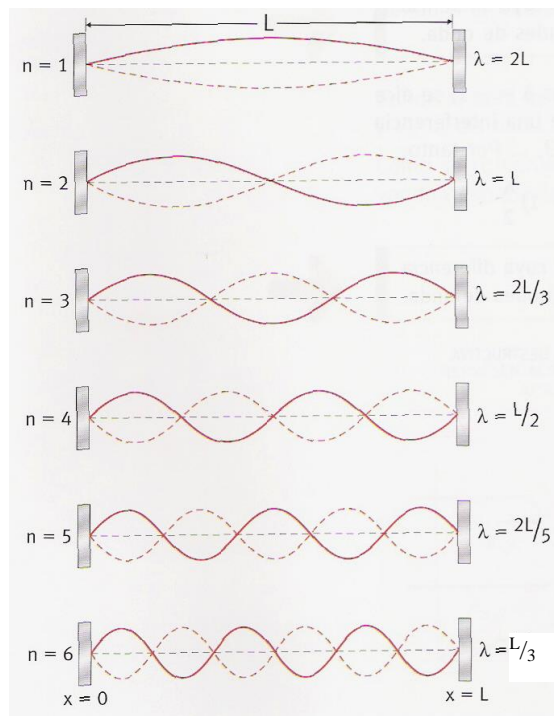 L
n = 1
λ = 2L
n = 2
λ = L
n = 3
λ = 2L/3
n = 4
λ = L/2
n = 5
λ = 2L/5
n = 6
λ = L/3
x = 0
x = L